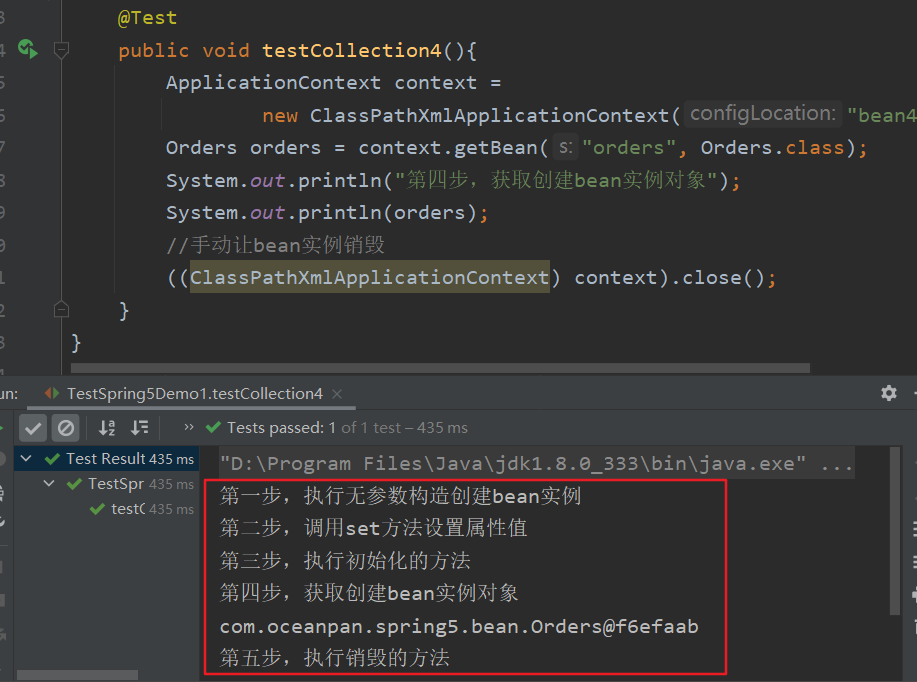 @Test
public void testCollection4(){
ApplicationContext context =
new ClassPathXmlApplicationContext( configLocation: "bean4
Orders orders = context.getBean( s: "orders", Orders.class);
System.out.println("第四步，获取创建bean实例对象");
System.out.println(orders);
//手动让bean实例销毁
((ClassPathXmlApplicationContext) context).close();
}
}
un: TestSpring5Demo1.testCollection4 ×
» Tests passed: 1 of 1 test – 435 ms
Test Result 435 ms
"D:\Program Files\Java\jdk1.8.0_333\bin\java.exe" ...
TestSpr 435 ms
第一步，执行无参数构造创建bean实例
test( 435 ms
第二步，调用set方法设置属性值
第三步，执行初始化的方法
第四步，获取创建bean实例对象
com.oceanpan.spring5.bean.Orders@f6efaab
第五步，执行销毁的方法